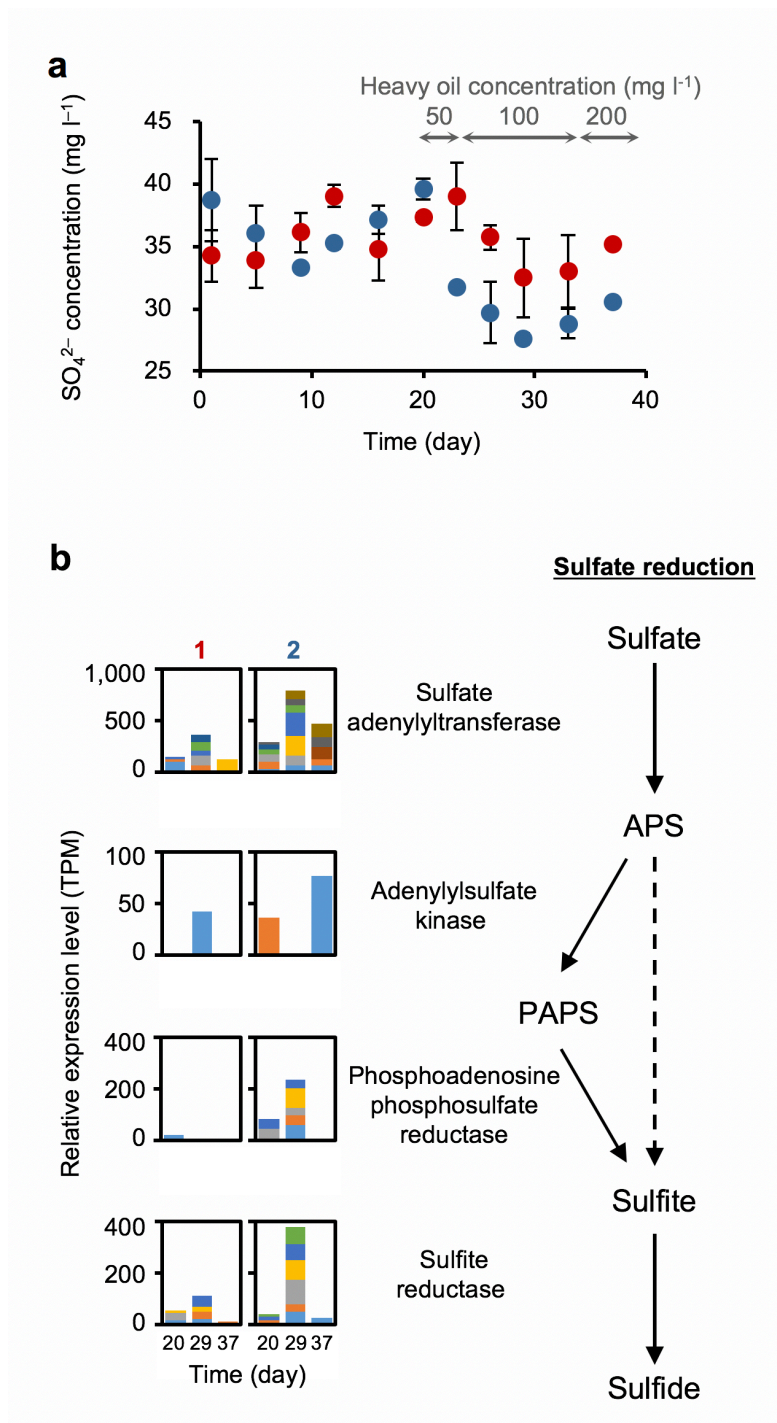 a
Heavy oil concentration (mg l-1)
50 100 200
SO42– concentration (mg l–1)
45
40
35
30
25
0 10 20 30 40
Time (day)
b
Sulfate reduction
Relative expression level (TPM)
1 2
1,000
500
0
Sulfate
adenylyltransferase
100
50
0
Adenylylsulfate
kinase
400
200
0
Phosphoadenosine
phosphosulfate
reductase
400
200
0
Sulfite
reductase
20 29 37 20 29 37
Time (day)
Sulfate
APS
PAPS
Sulfite
Sulfide